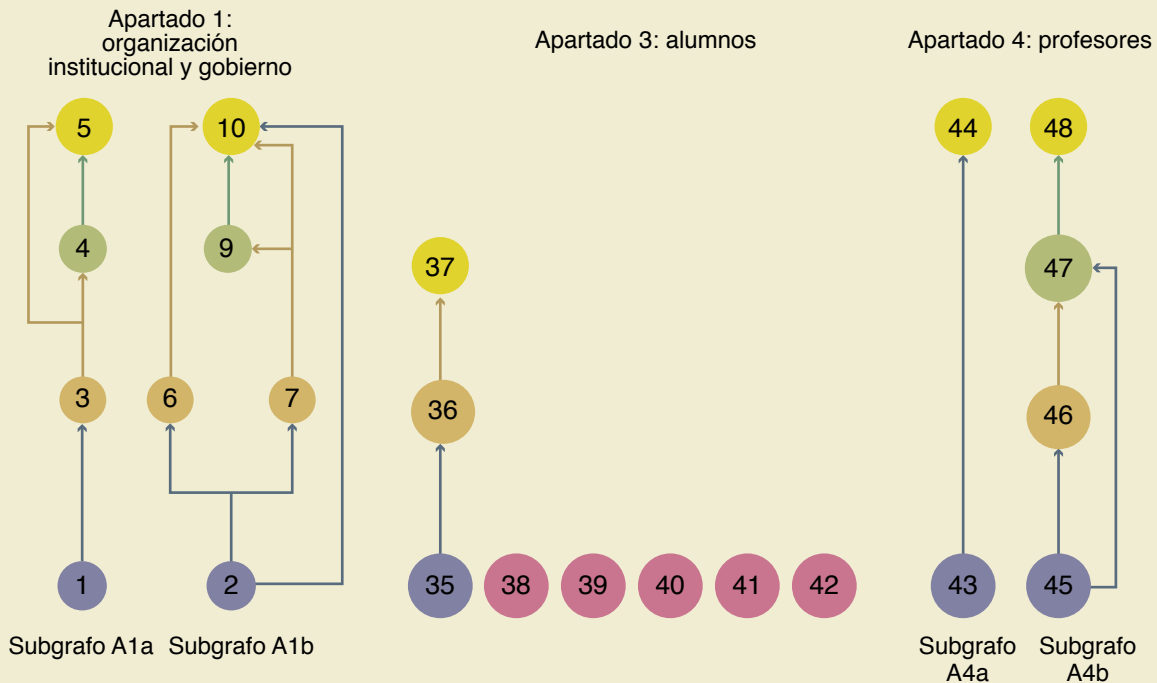 Apartado 1:
organización
institucional y gobierno
Apartado 3: alumnos
Apartado 4: profesores
5
10
44
48
4
9
37
47
3
6
7
36
46
1
2
35
38
39
40
41
42
43
45
Subgrafo A1a
Subgrafo A1b
Subgrafo
A4a
Subgrafo
A4b